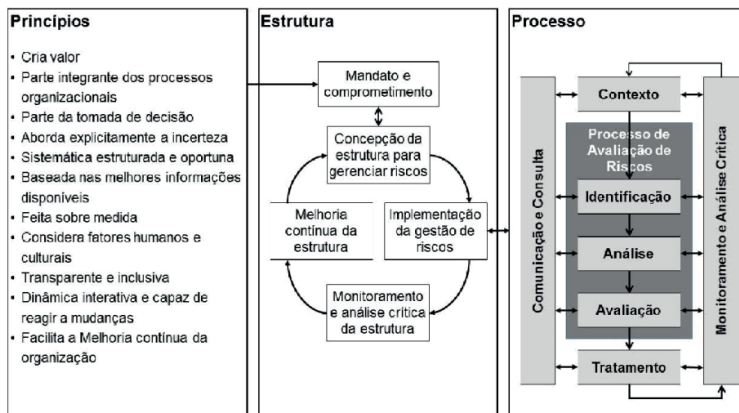 Princípios
• Cria valor
• Parte integrante dos processos
organizacionais
• Parte da tomada de decisão
• Aborda explicitamente a incerteza
• Sistemática estruturada e oportuna
• Baseada nas melhores informações
disponíveis
• Feita sobre medida
• Considera fatores humanos e
culturais
• Transparente e inclusiva
• Dinâmica interativa e capaz de
reagir a mudanças
• Facilita a Melhoria contínua da
organização
Estrutura
Mandato e
comprometimento
Concepção da
estrutura para
gerenciar riscos
Melhoria
contínua da
estrutura
Implementação
da gestão de
riscos
Monitoramento
e análise crítica
da estrutura
Processo
Comunicação e Consulta
Contexto
Processo de
Avaliação de
Riscos
Identificação
Análise
Avaliação
Tratamento
Monitoramento e Análise Crítica